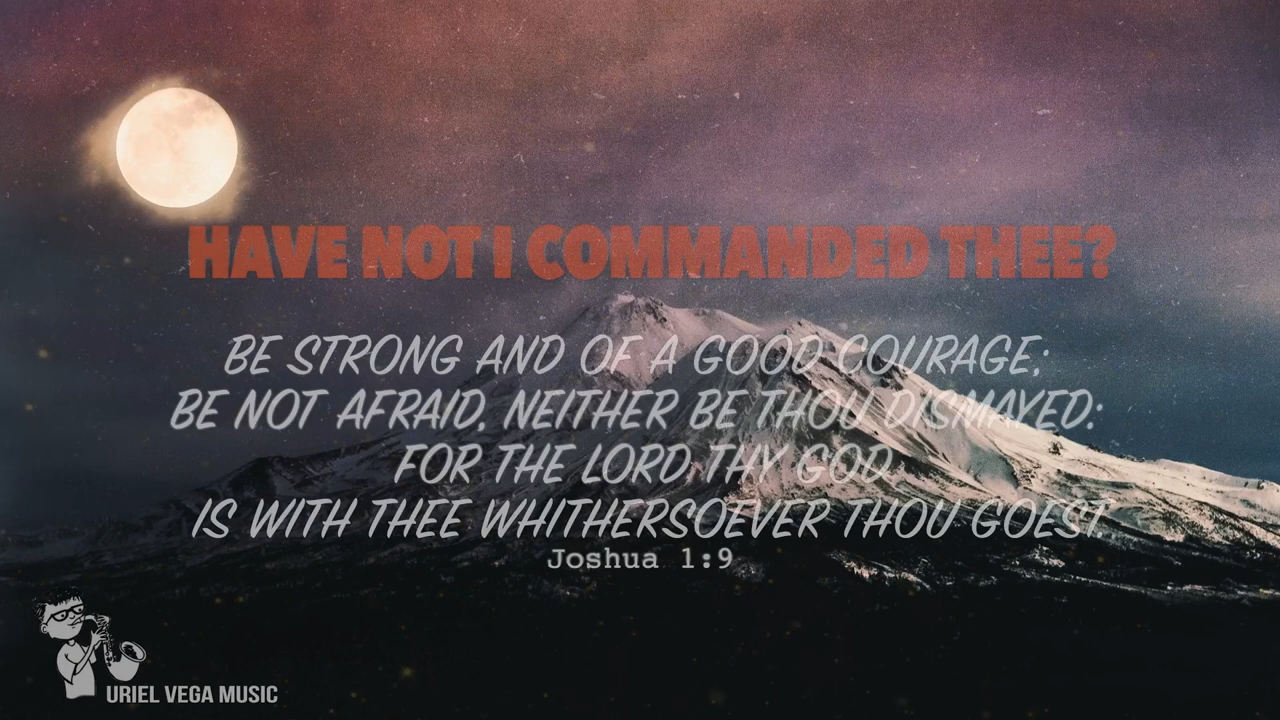 HAVE NOT I COMMANDED THEE?
BE STRONG AND OF A GOOD COURAGE;
BE NOT AFRAID, NEITHER BE THOU DISMAYED:
FOR THE LORD THY GOD
IS WITH THEE WHITHERSOEVER THOU GOEST
Joshua 1:9
URIEL VEGA MUSIC